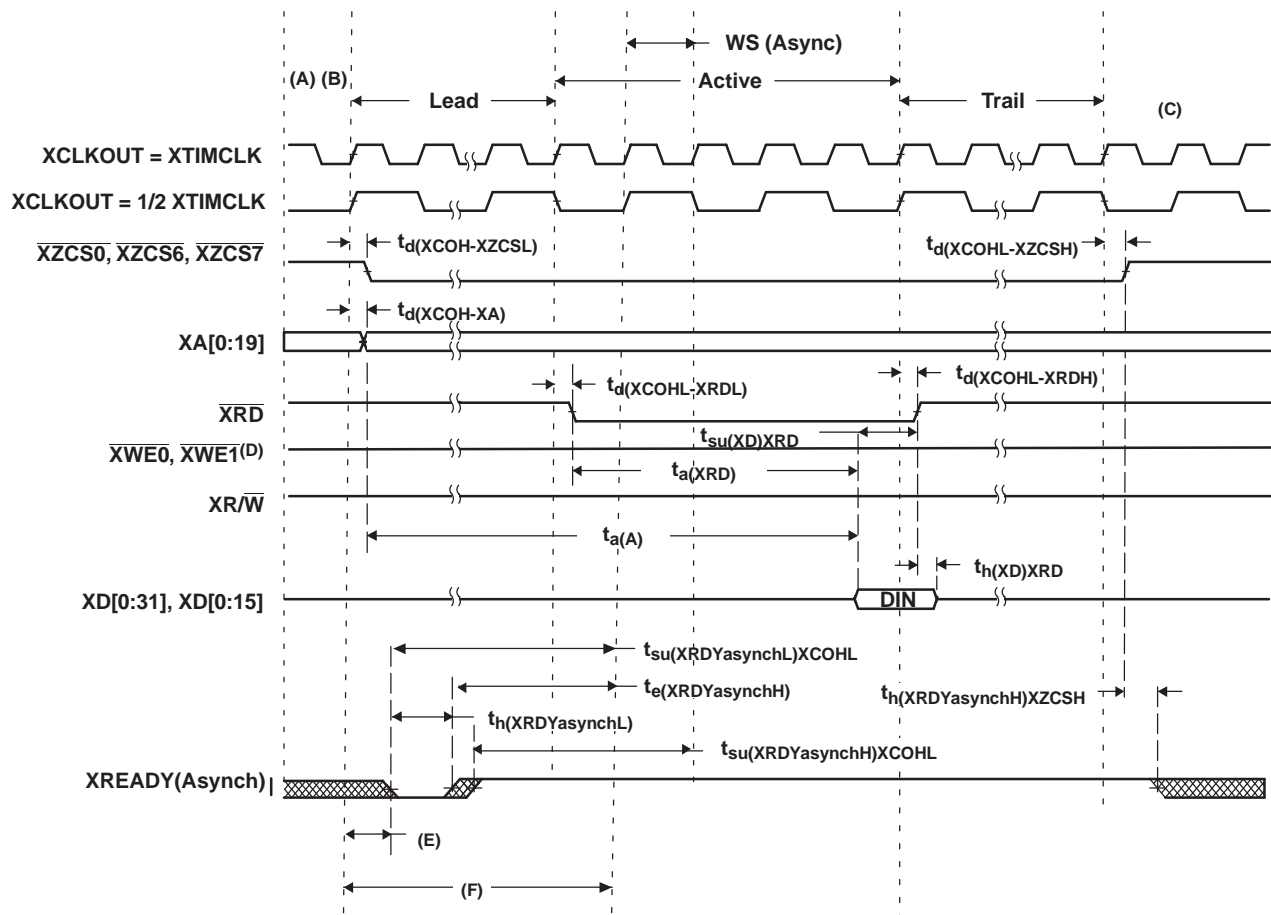 WS (Async)
(A) (B)
Active
Lead
Trail
(C)
XCLKOUT = XTIMCLK
XCLKOUT = 1/2 XTIMCLK
XZCS0, XZCS6, XZCS7
td(XCOH-XZCSL)
td(XCOHL-XZCSH)
td(XCOH-XA)
XA[0:19]
td(XCOHL-XRDL)
td(XCOHL-XRDH)
XRD
tsu(XD)XRD
XWE0, XWE1(D)
ta(XRD)
XR/W
ta(A)
th(XD)XRD
XD[0:31], XD[0:15]
DIN
tsu(XRDYasynchL)XCOHL
te(XRDYasynchH)
th(XRDYasynchH)XZCSH
th(XRDYasynchL)
tsu(XRDYasynchH)XCOHL
XREADY(Asynch)
(E)
(F)